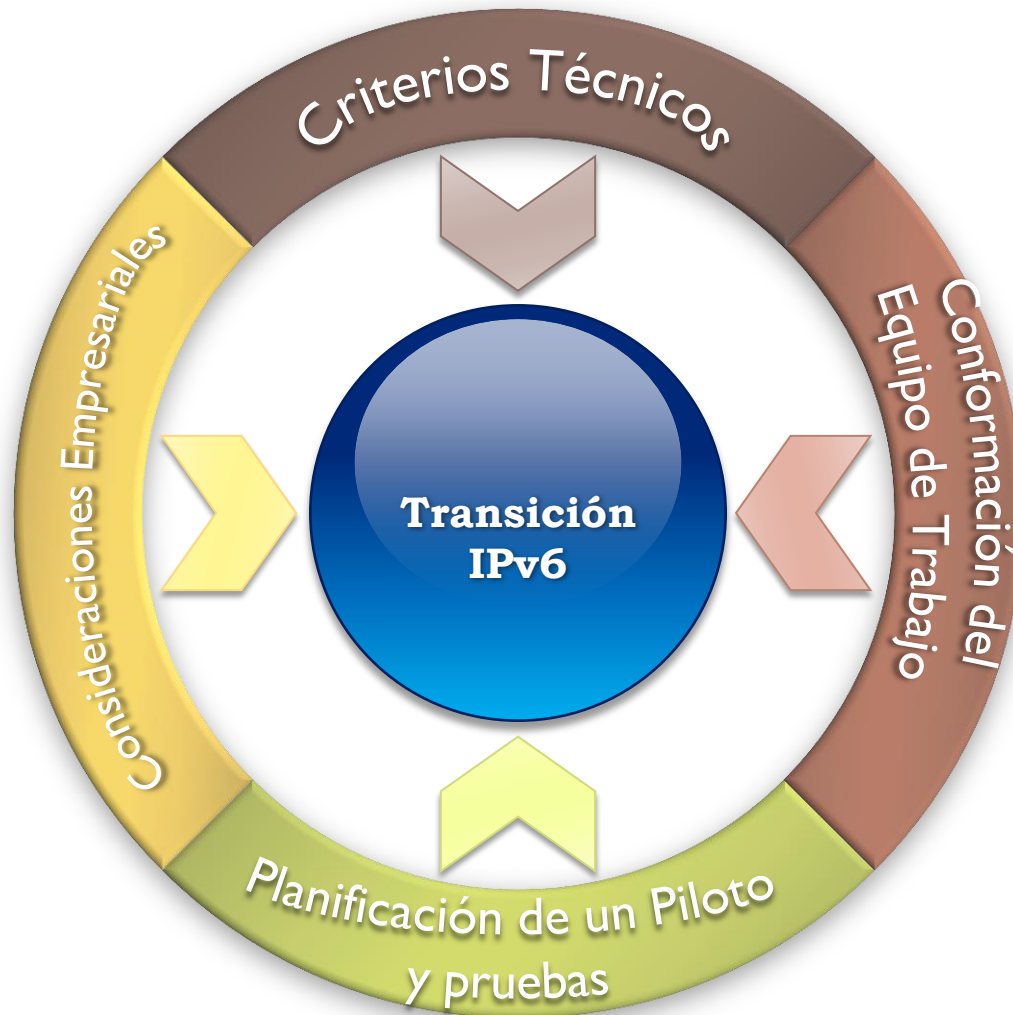 Criterios Técnicos
Conformación del
Equipo de Trabajo
Transición
IPv6
Consideraciones Empresariales
Planificación de un Piloto
y pruebas